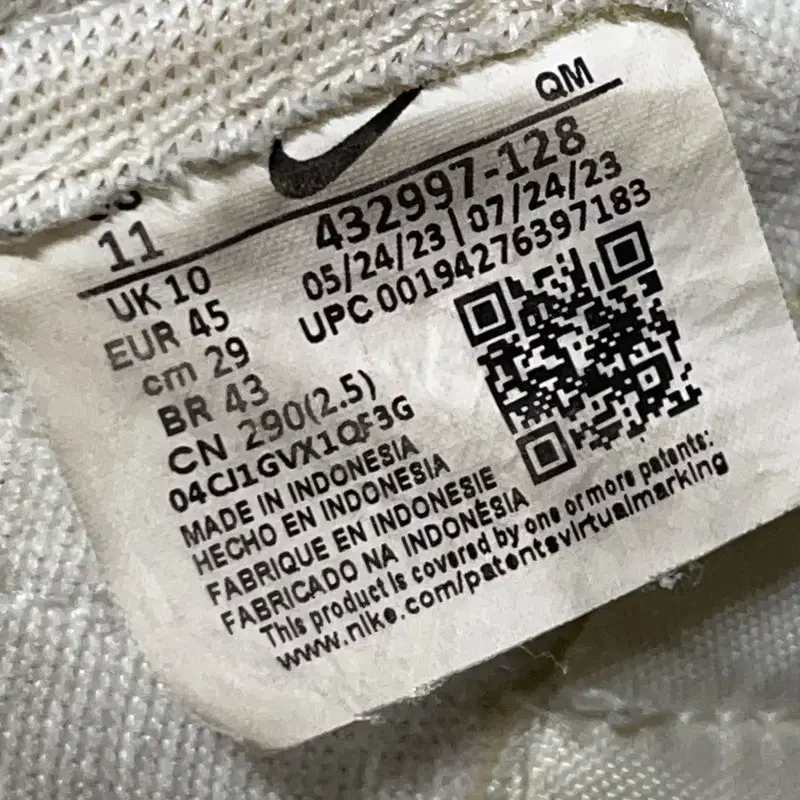 QM
11
432997-128
UK 10
05/24/23 | 07/24/23
EUR 45
UPC 00194276397183
cm 29
BR 43
CN 290(2.5)
04CJ1GVX1QF3G
MADE IN INDONESIA
HECHO EN INDONESIA
FABRIQUE EN INDONESIE
FABRICADO NA INDONÉSIA
This product is covered by one or more patents:
www.nike.com/patentsvirtualmarking